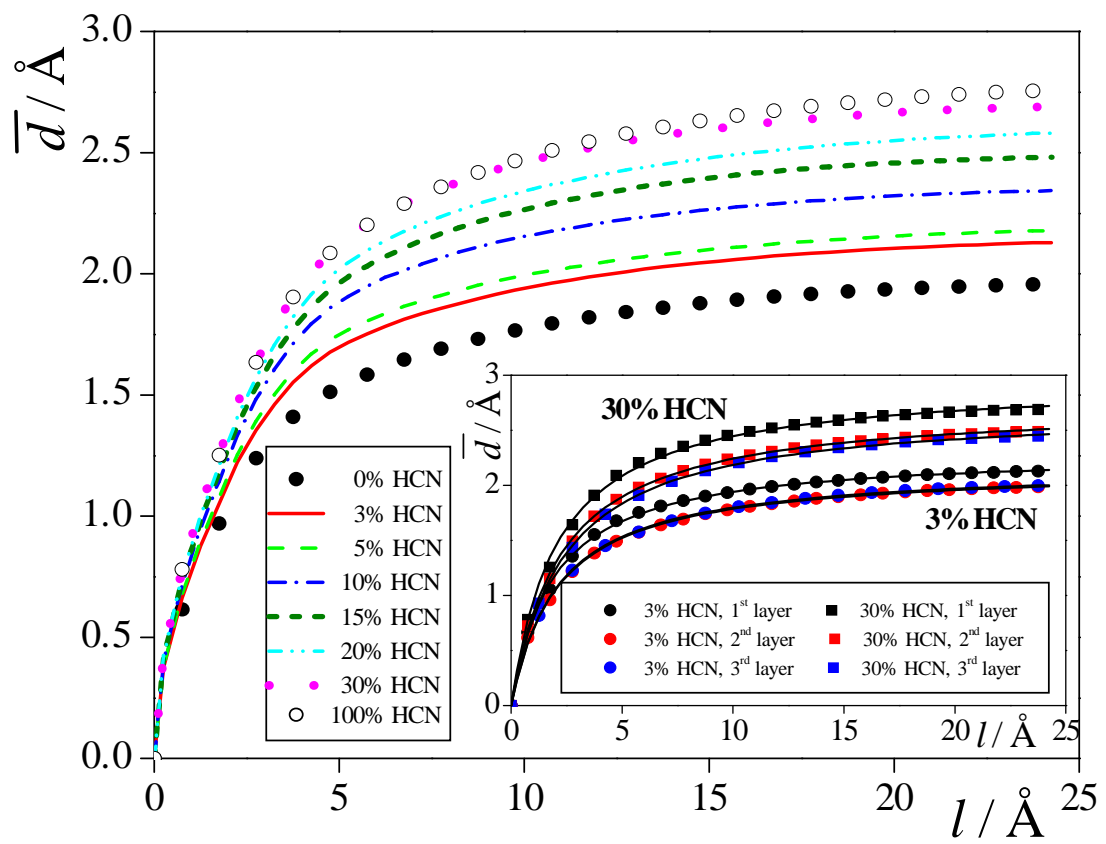 3.0
2.5
2.0
1.5
1.0
0.5
0.0
d̅ / Å
0
5
10
15
20
25
l / Å
0% HCN
3% HCN
5% HCN
10% HCN
15% HCN
20% HCN
30% HCN
100% HCN
3
2
1
0
d̅ / Å
30% HCN
3% HCN
3% HCN, 1st layer
3% HCN, 2nd layer
3% HCN, 3rd layer
30% HCN, 1st layer
30% HCN, 2nd layer
30% HCN, 3rd layer
0
5
10
15
20
25
l / Å